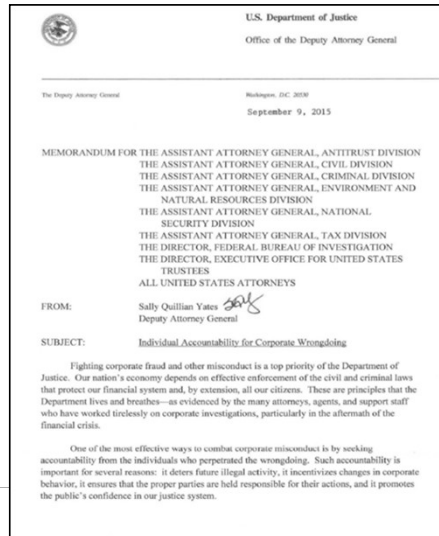 U.S. Department of Justice
Office of the Deputy Attorney General
The Deputy Attorney General
Washington, D.C. 20530
September 9, 2015
MEMORANDUM FOR THE ASSISTANT ATTORNEY GENERAL, ANTITRUST DIVISION
THE ASSISTANT ATTORNEY GENERAL, CIVIL DIVISION
THE ASSISTANT ATTORNEY GENERAL, CRIMINAL DIVISION
THE ASSISTANT ATTORNEY GENERAL, ENVIRONMENT AND
NATURAL RESOURCES DIVISION
THE ASSISTANT ATTORNEY GENERAL, NATIONAL
SECURITY DIVISION
THE ASSISTANT ATTORNEY GENERAL, TAX DIVISION
THE DIRECTOR, FEDERAL BUREAU OF INVESTIGATION
THE DIRECTOR, EXECUTIVE OFFICE FOR UNITED STATES
TRUSTEES
ALL UNITED STATES ATTORNEYS
FROM: Sally Quillian Yates
Deputy Attorney General
SUBJECT: Individual Accountability for Corporate Wrongdoing
Fighting corporate fraud and other misconduct is a top priority of the Department of
Justice. Our nation's economy depends on effective enforcement of the civil and criminal laws
that protect our financial system and, by extension, all our citizens. These are principles that the
Department lives and breathes—as evidenced by the many attorneys, agents, and support staff
who have worked tirelessly on corporate investigations, particularly in the aftermath of the
financial crisis.
One of the most effective ways to combat corporate misconduct is by seeking
accountability from the individuals who perpetrated the wrongdoing. Such accountability is
important for several reasons: it deters future illegal activity, it incentivizes changes in corporate
behavior, it ensures that the proper parties are held responsible for their actions, and it promotes
the public's confidence in our justice system.